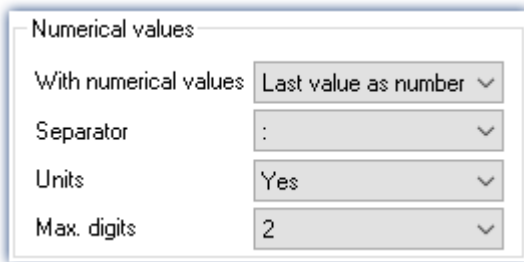 Numerical values
With numerical values Last value as number
Separator :
Units Yes
Max. digits 2